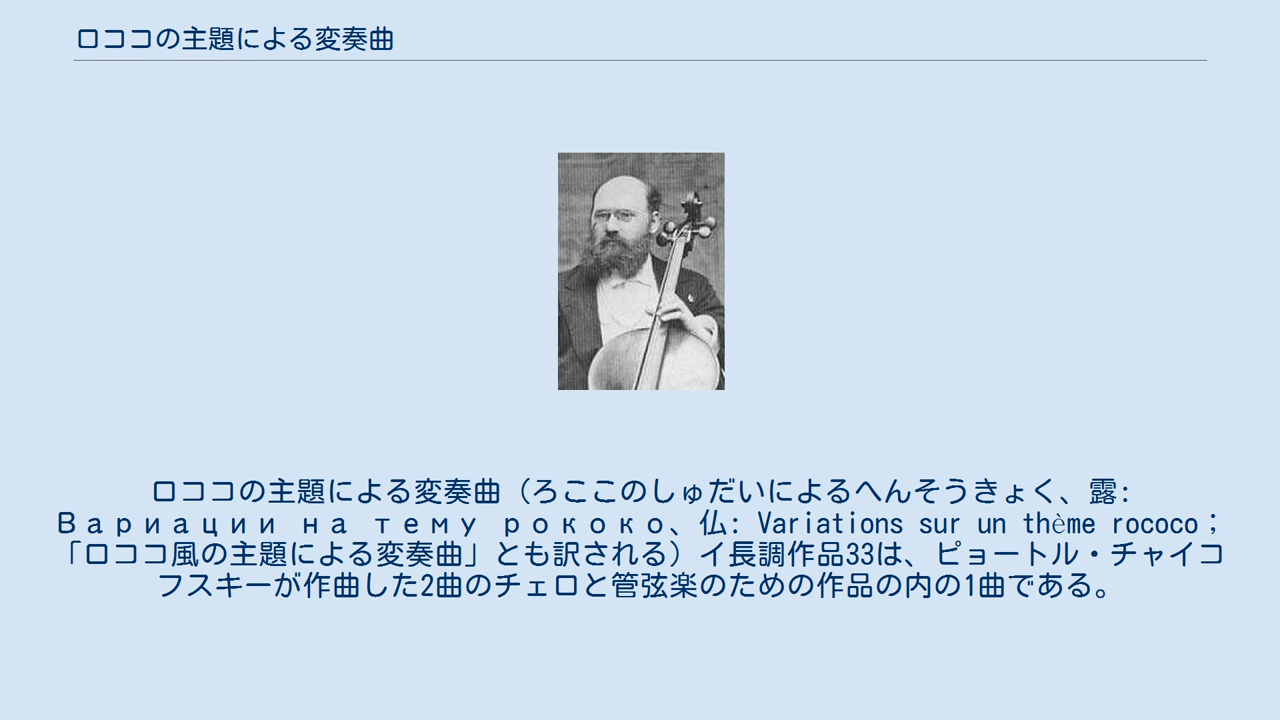 ロココの主題による変奏曲
ロココの主題による変奏曲（ろここのしゅだいによるへんそうきょく、露:
Вариации на тему рококо、仏: Variations sur un thème rococo；
「ロココ風の主題による変奏曲」とも訳される）イ長調作品33は、ピョートル・チャイコ
フスキーが作曲した2曲のチェロと管弦楽のための作品の内の1曲である。